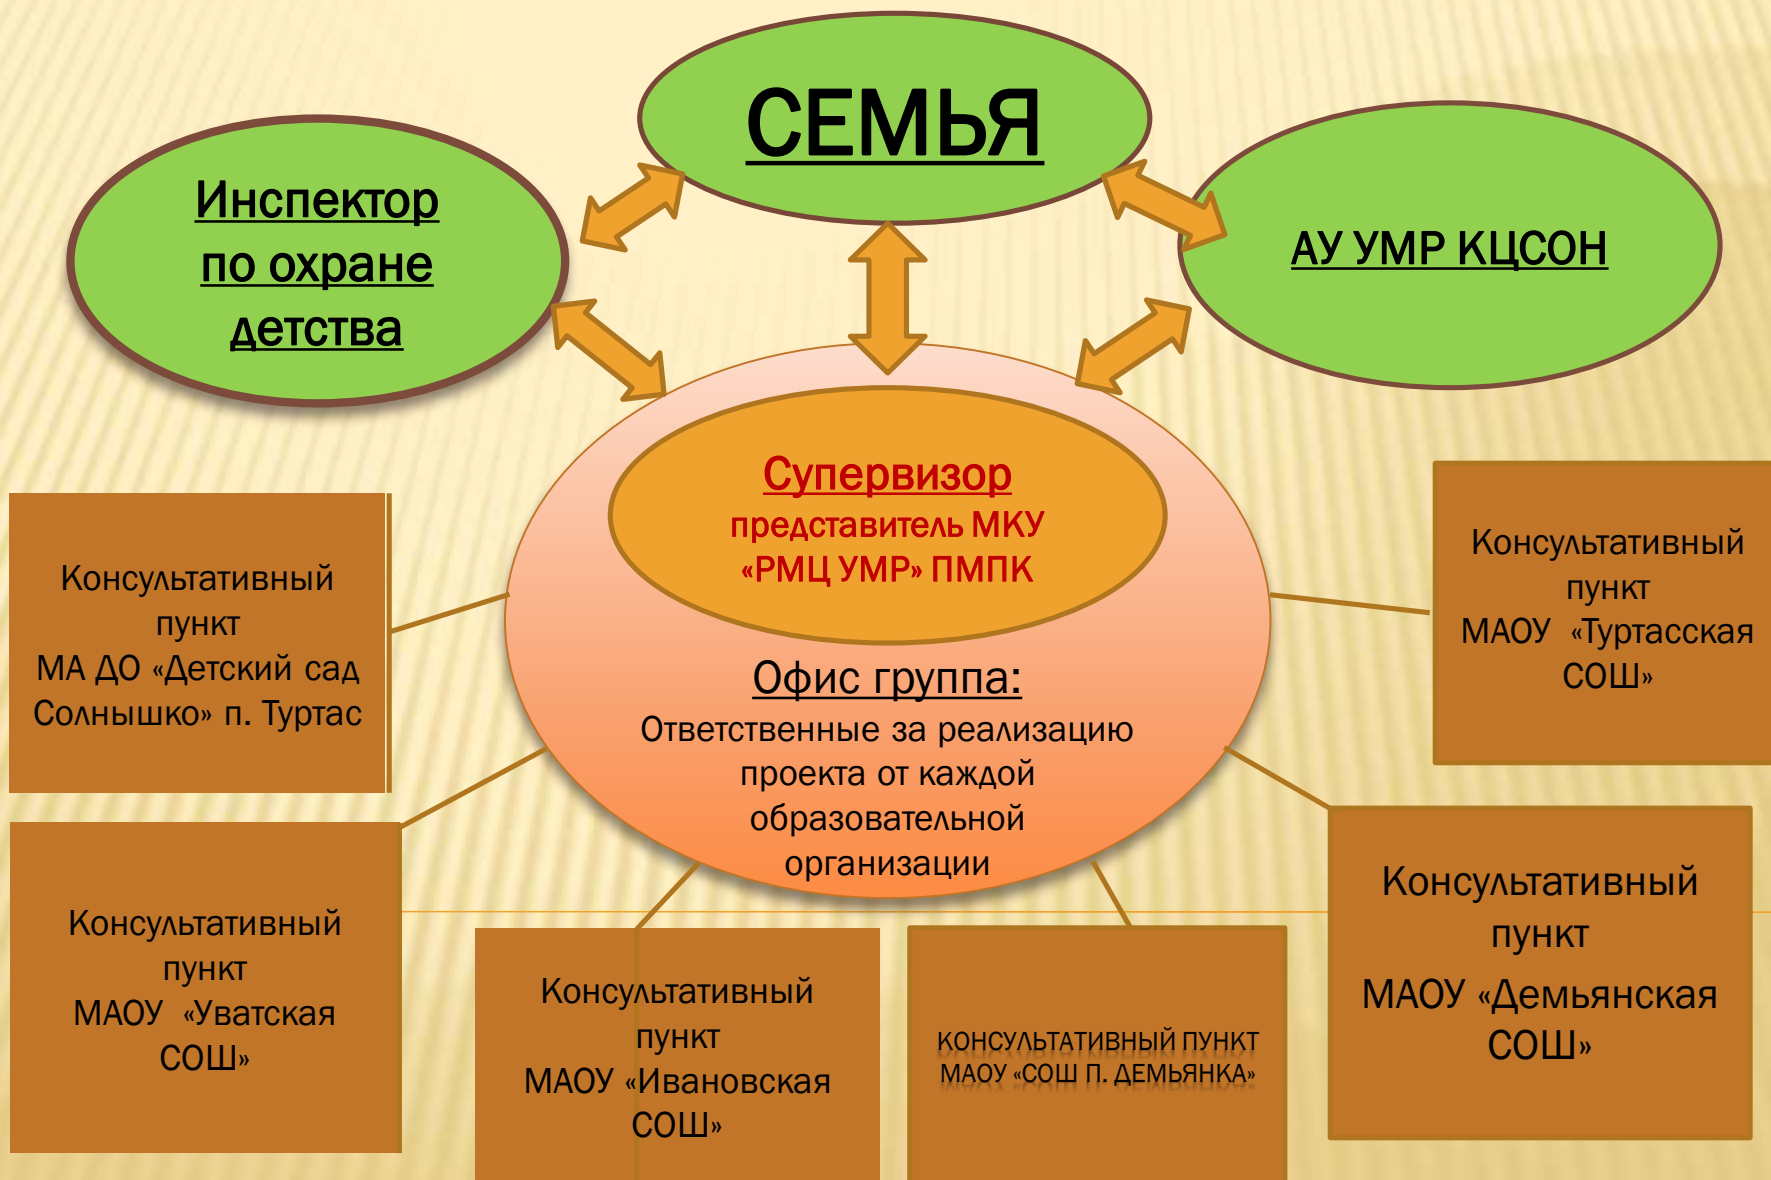 СЕМЬЯ
Инспектор
по охране
детства
АУ УМР КЦСОН
Супервизор
представитель МКУ
«РМЦ УМР» ПМПК
Офис группа:
Ответственные за реализацию
проекта от каждой
образовательной
организации
Консультативный
пункт
МА ДО «Детский сад
Солнышко» п. Туртас
Консультативный
пункт
МАОУ «Туртасская
СОШ»
Консультативный
пункт
МАОУ «Уватская
СОШ»
Консультативный
пункт
МАОУ «Ивановская
СОШ»
КОНСУЛЬТАТИВНЫЙ ПУНКТ
МАОУ «СОШ П. ДЕМЬЯНКА»
Консультативный
пункт
МАОУ «Демьянская
СОШ»